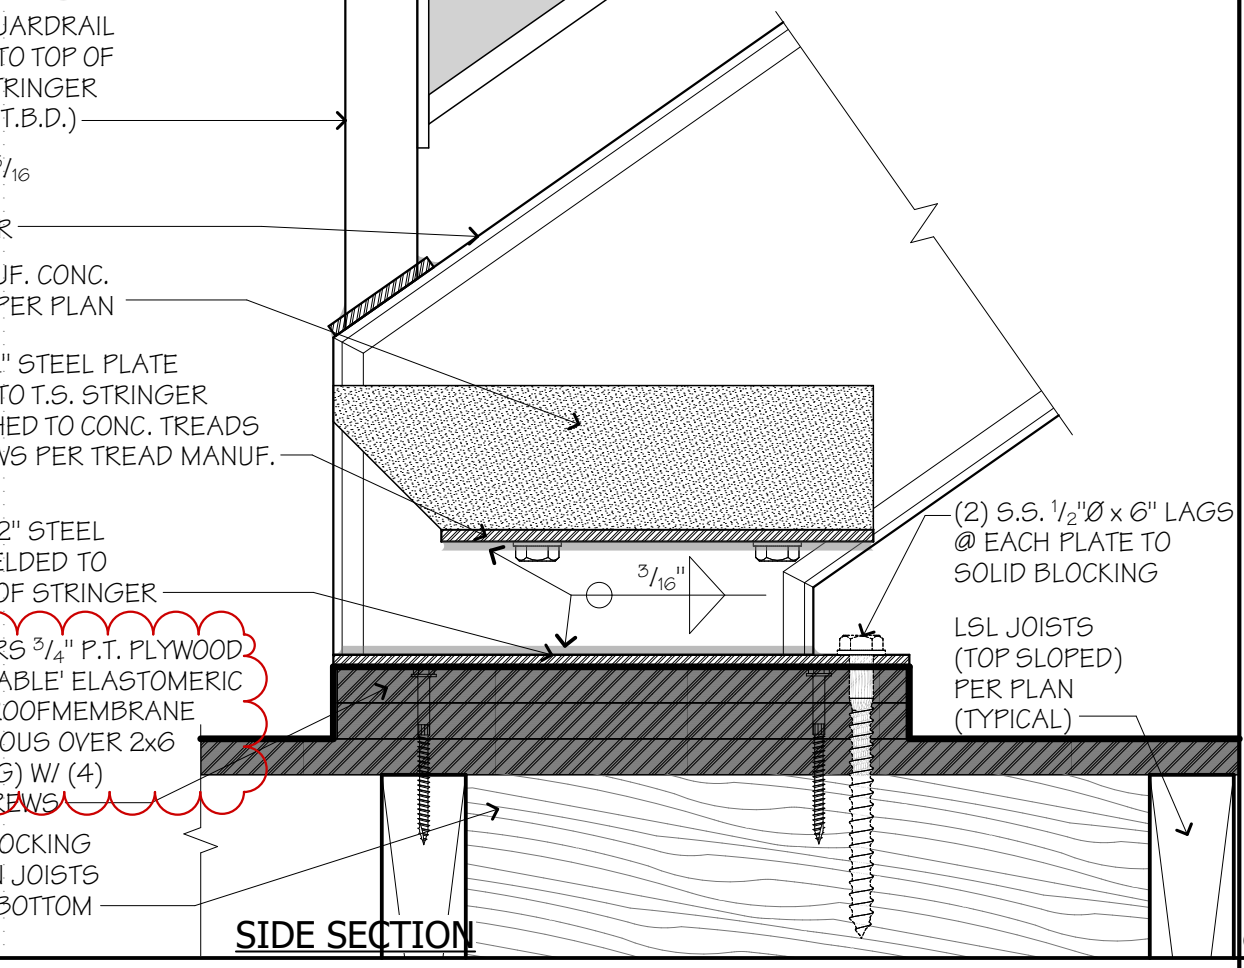 UARDRAIL
TO TOP OF
TRINGER
T.B.D.)
3/16
R
UF. CONC.
PER PLAN
" STEEL PLATE
TO T.S. STRINGER
HED TO CONC. TREADS
WS PER TREAD MANUF.
2" STEEL
ELDED TO
OF STRINGER
RS 3/4" P.T. PLYWOOD
ABLE' ELASTOMERIC
ROOFMEMBRANE
OUS OVER 2x6
G) W/ (4)
REWS
OCKING
N JOISTS
BOTTOM
3/16"
(2) S.S. 1/2"Ø x 6" LAGS
@ EACH PLATE TO
SOLID BLOCKING
LSL JOISTS
(TOP SLOPED)
PER PLAN
(TYPICAL)
SIDE SECTION